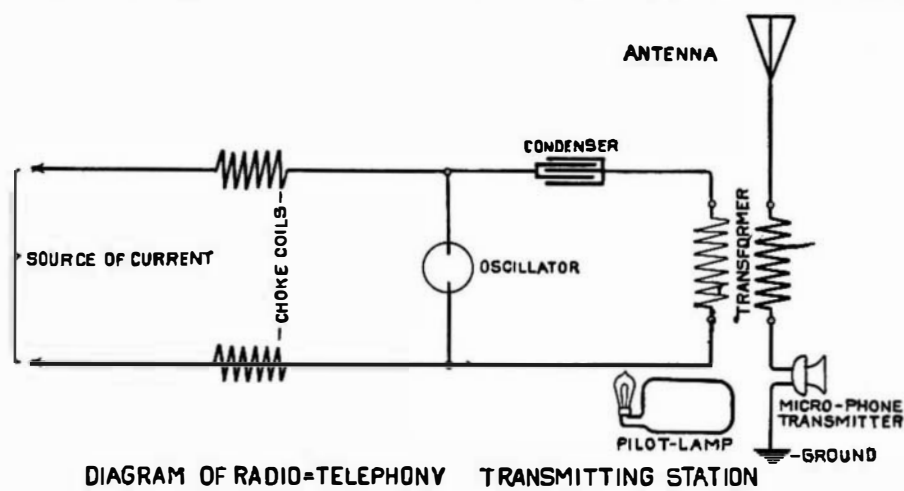 ANTENNA
CONDENSER
SOURCE OF CURRENT
-CHOKE COILS-
OSCILLATOR
TRANSFORMER
MICRO-PHONE
TRANSMITTER
PILOT-LAMP
-GROUND
DIAGRAM OF RADIO=TELEPHONY TRANSMITTING STATION